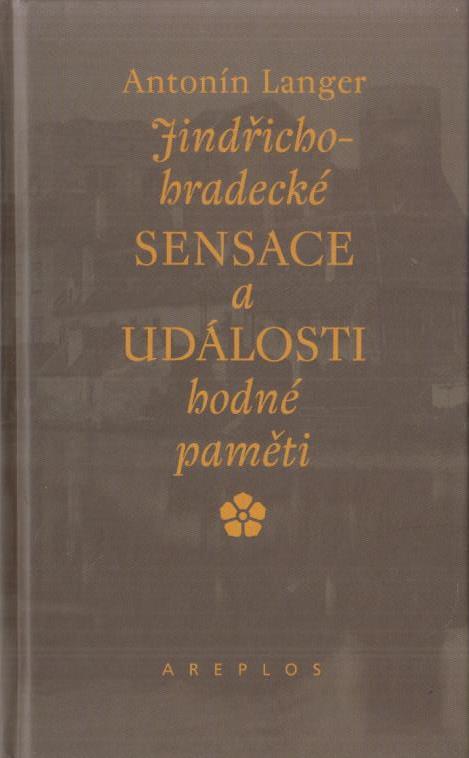 Antonín Langer
Jindřicho-
hradecké
SENSACE
a
UDÁLOSTI
hodné
paměti
AREPLOS